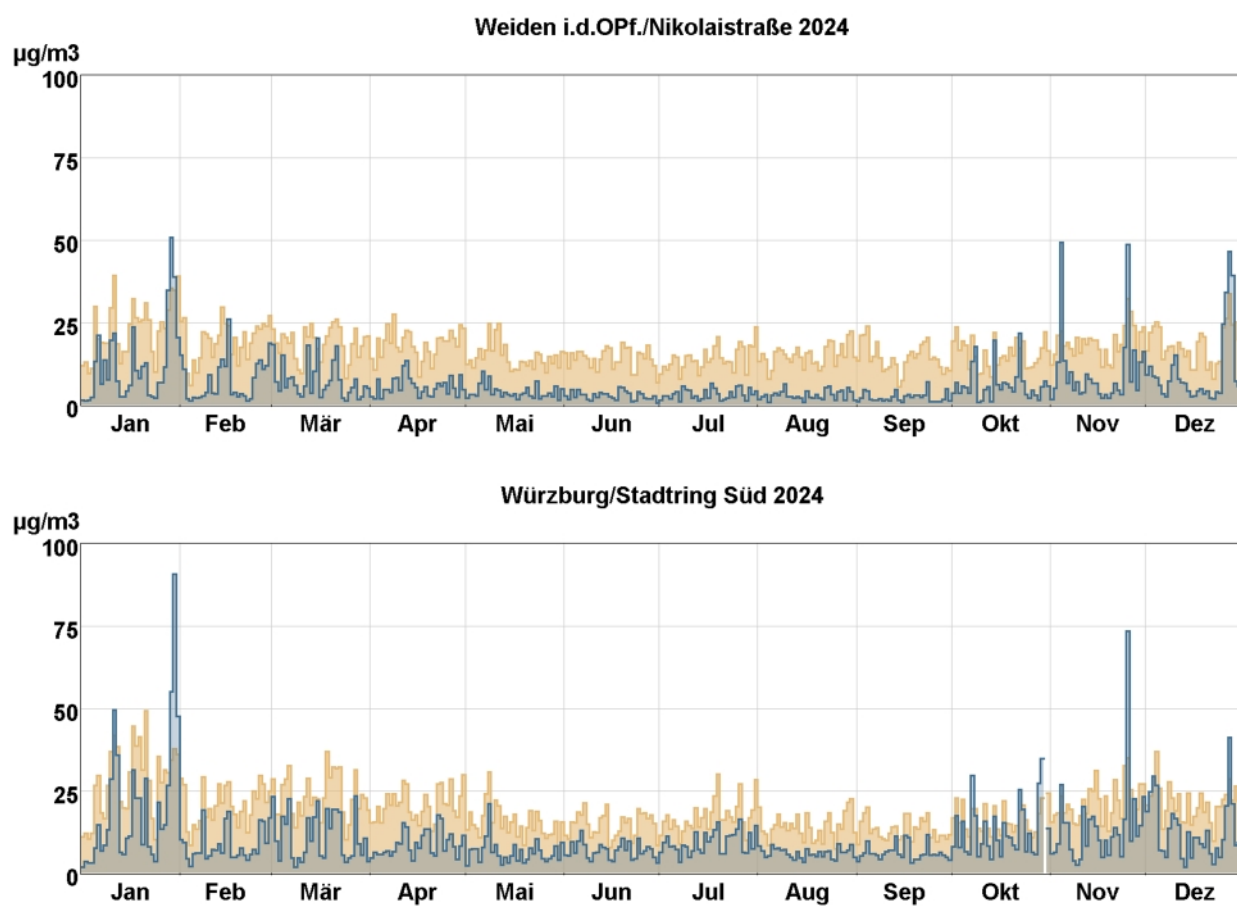 Weiden i.d.OPf./Nikolaistraße 2024
µg/m3
100
75
50
25
0
Jan Feb Mär Apr Mai Jun Jul Aug Sep Okt Nov Dez
Würzburg/Stadtring Süd 2024
µg/m3
100
75
50
25
0
Jan Feb Mär Apr Mai Jun Jul Aug Sep Okt Nov Dez